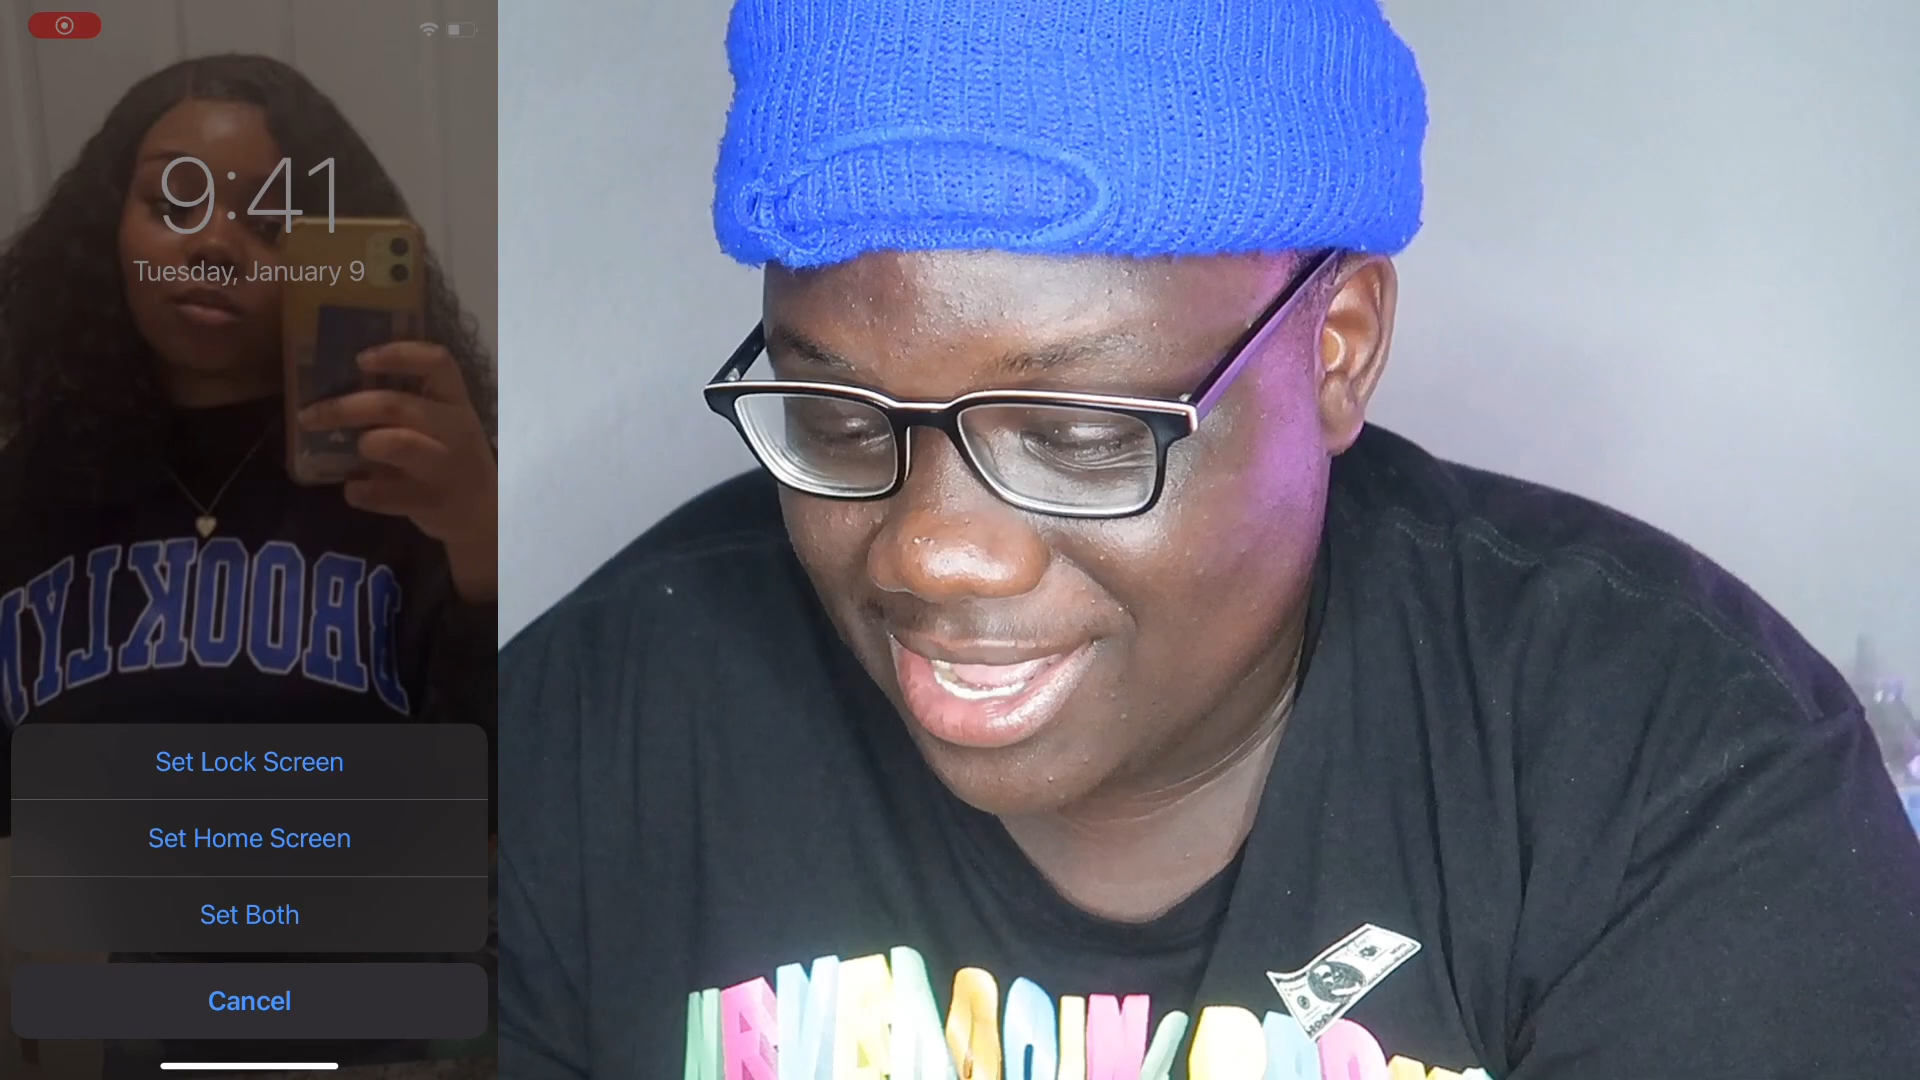 9:41
Tuesday, January 9
BROOKLYN
Set Lock Screen
Set Home Screen
Set Both
Cancel